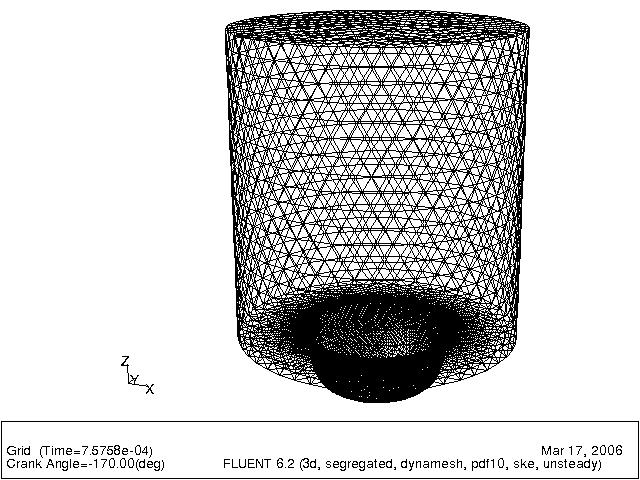 Z
Y
X
Grid (Time=7.5758e-04)
Mar 17, 2006
Crank Angle=-170.00(deg)
FLUENT 6.2 (3d, segregated, dynamesh, pdf10, ske, unsteady)